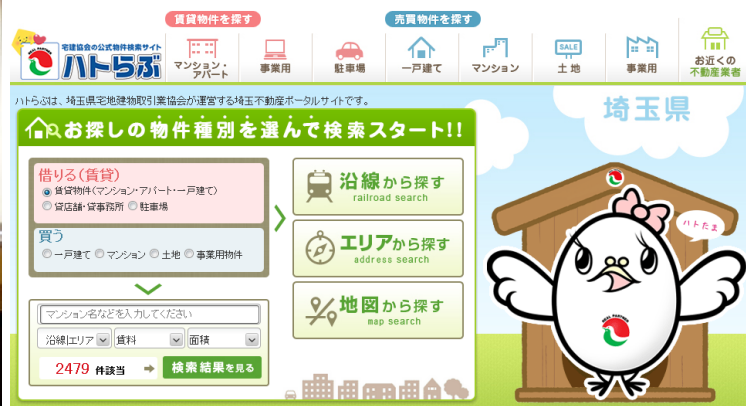 賃貸物件を探す
売買物件を探す
宅建協会の公式物件検索サイト
ハトらぶ
マンション・
アパート
事業用
駐車場
一戸建て
マンション
SALE
土地
事業用
お近くの
不動産業者
ハトらぶは、埼玉県宅地建物取引業協会が運営する埼玉不動産ポータルサイトです。
お探しの物件種別を選んで検索スタート!!
埼玉県
借りる(賃貸)
賃貸物件(マンション・アパート・一戸建て)
貸店舗・貸事務所 駐車場
買う
一戸建て マンション 土地 事業用物件
マンション名などを入力してください
沿線|エリア 賃料 面積
2479 件該当
検索結果を見る
沿線から探す
railroad search
エリアから探す
address search
地図から探す
map search
ハトたま
REAL PARTNER